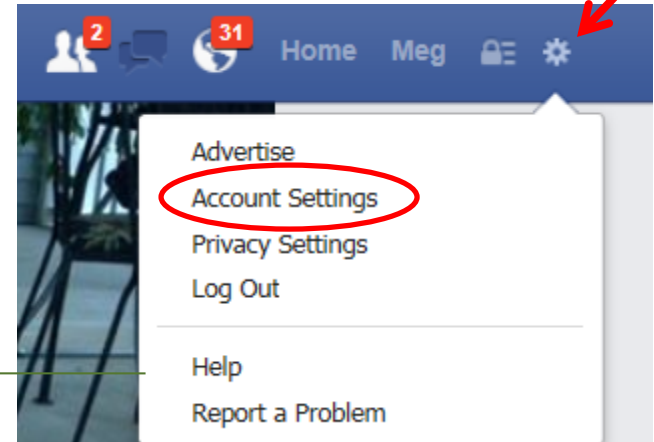 2 31 Home Meg
Advertise
Account Settings
Privacy Settings
Log Out
Help
Report a Problem